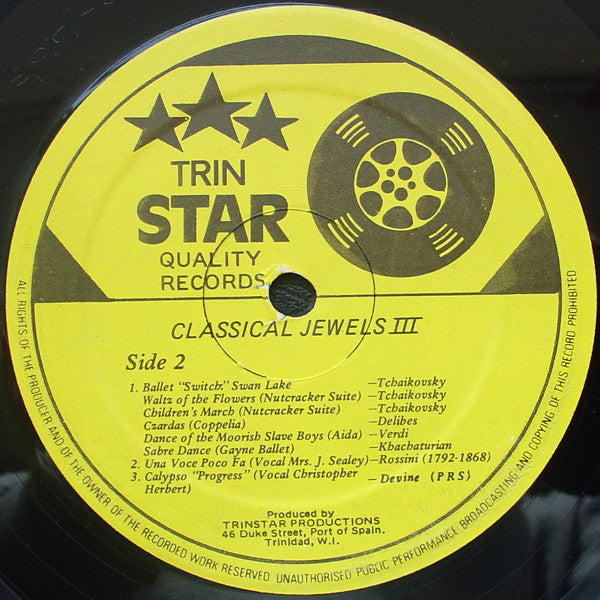 TRIN
STAR
QUALITY
RECORDS
CLASSICAL JEWELS III
Side 2
1. Ballet "Switch:" Swan Lake —Tchaikovsky
Waltz of the Flowers (Nutcracker Suite) —Tchaikovsky
Children's March (Nutcracker Suite) —Tchaikovsky
Czardas (Coppelia) —Delibes
Dance of the Moorish Slave Boys (Aida) —Verdi
Sabre Dance (Gayne Ballet) —Khachaturian
2. Una Voce Poco Fa (Vocal Mrs. J. Sealey) —Rossini (1792-1868)
3. Calypso "Progress" (Vocal Christopher — Devine (PRS)
Herbert)
Produced by
TRINSTAR PRODUCTIONS
46 Duke Street, Port of Spain.
Trinidad, W.I.
ALL RIGHTS OF THE PRODUCER AND OF THE OWNER OF THE RECORDED WORK RESERVED UNAUTHORISED PUBLIC PERFORMANCE BROADCASTING AND COPYING OF THIS RECORD PROHIBITED